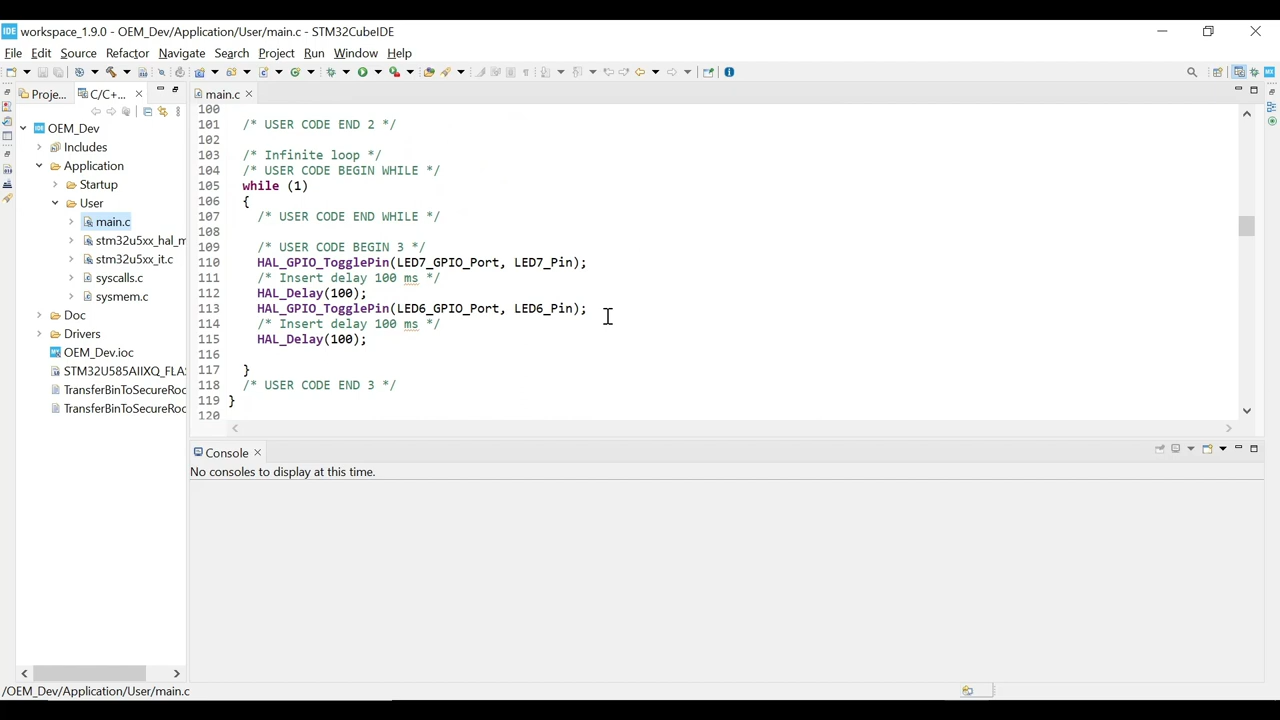 IDE workspace_1.9.0 - OEM_Dev/Application/User/main.c - STM32CubeIDE
File Edit Source Refactor Navigate Search Project Run Window Help
Proje... C/C+... main.c
OEM_Dev
Includes
Application
Startup
User
main.c
stm32u5xx_hal_m
stm32u5xx_it.c
syscalls.c
sysmem.c
Doc
Drivers
OEM_Dev.ioc
STM32U585AIIXQ_FLA
TransferBinToSecureRoc
TransferBinToSecureRoc
100
101 /* USER CODE END 2 */
102
103 /* Infinite loop */
104 /* USER CODE BEGIN WHILE */
105 while (1)
106 {
107 /* USER CODE END WHILE */
108
109 /* USER CODE BEGIN 3 */
110 HAL_GPIO_TogglePin(LED7_GPIO_Port, LED7_Pin);
111 /* Insert delay 100 ms */
112 HAL_Delay(100);
113 HAL_GPIO_TogglePin(LED6_GPIO_Port, LED6_Pin);
114 /* Insert delay 100 ms */
115 HAL_Delay(100);
116
117 }
118 /* USER CODE END 3 */
119 }
120
Console
No consoles to display at this time.
/OEM_Dev/Application/User/main.c